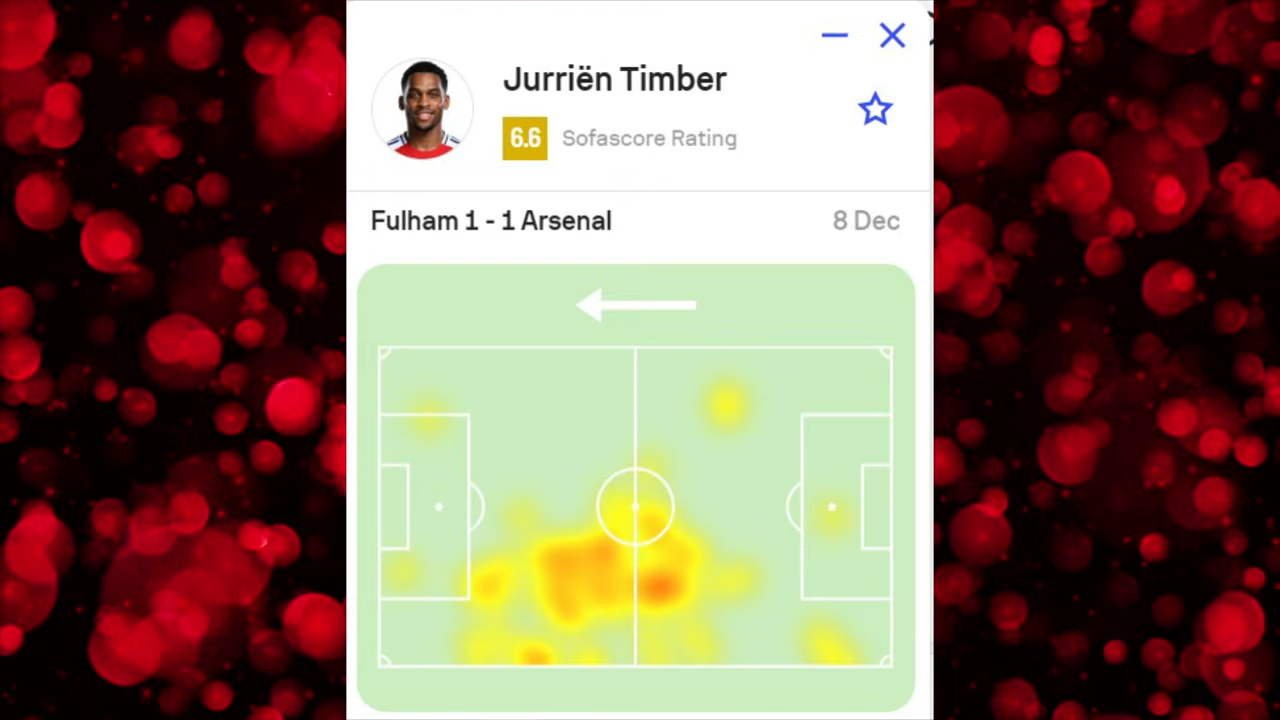 Jurriën Timber
6.6 Sofascore Rating
Fulham 1 - 1 Arsenal 8 Dec